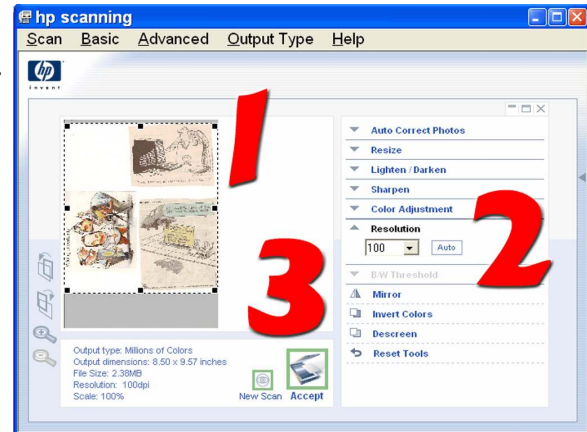 hp scanning
Scan Basic Advanced Output Type Help
hp
invent
1
Auto Correct Photos
Resize
Lighten / Darken
Sharpen
Color Adjustment
Resolution
100 Auto
2
B/W Threshold
Mirror
Invert Colors
Descreen
Reset Tools
3
Output type: Millions of Colors
Output dimensions: 8.50 x 9.57 inches
File Size: 2.38MB
Resolution: 100dpi
Scale: 100%
New Scan Accept